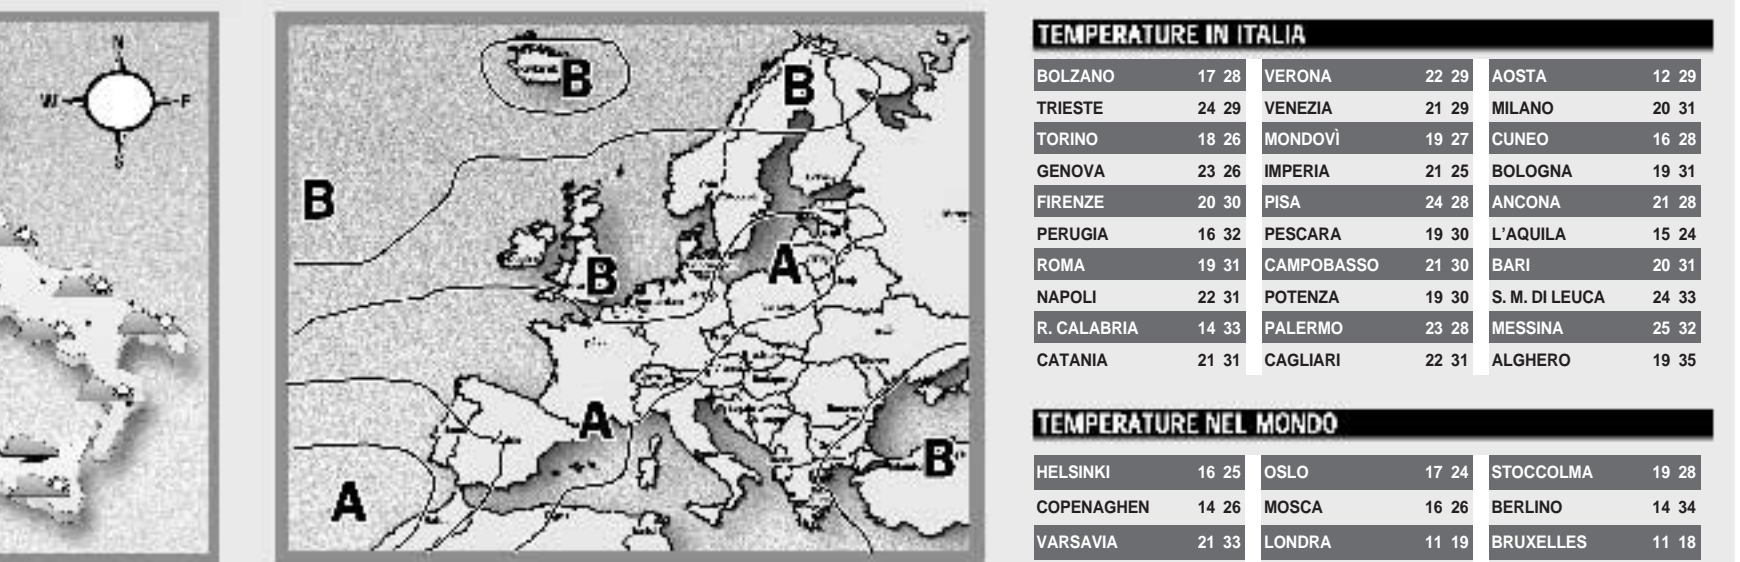 N
W
S
B
B
B
B
A
A
A
B
TEMPERATURE IN ITALIA
BOLZANO 17 28 VERONA 22 29 AOSTA 12 29
TRIESTE 24 29 VENEZIA 21 29 MILANO 20 31
TORINO 18 26 MONDOVÌ 19 27 CUNEO 16 28
GENOVA 23 26 IMPERIA 21 25 BOLOGNA 19 31
FIRENZE 20 30 PISA 24 28 ANCONA 21 28
PERUGIA 16 32 PESCARA 19 30 L'AQUILA 15 24
ROMA 19 31 CAMPOBASSO 21 30 BARI 20 31
NAPOLI 22 31 POTENZA 19 30 S. M. DI LEUCA 24 33
R. CALABRIA 14 33 PALERMO 23 28 MESSINA 25 32
CATANIA 21 31 CAGLIARI 22 31 ALGHERO 19 35
TEMPERATURE NEL MONDO
HELSINKI 16 25 OSLO 17 24 STOCCOLMA 19 28
COPENAGHEN 14 26 MOSCA 16 26 BERLINO 14 34
VARSAVIA 21 33 LONDRA 11 19 BRUXELLES 11 18